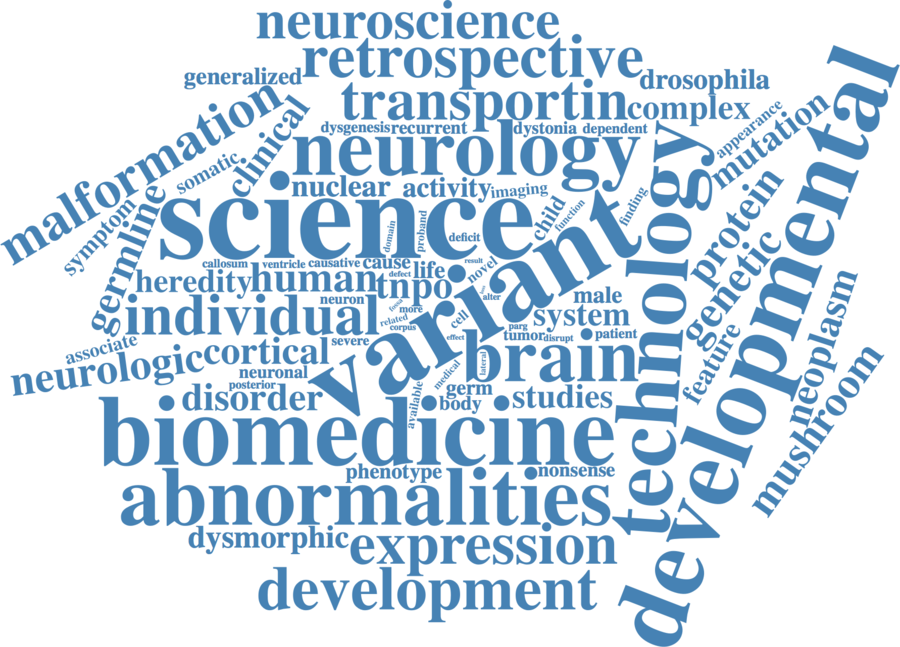 neuroscience
retrospective
generalized
drosophila
transportin
complex
malformation
clinical
dysgenesis
recurrent
dystonia
dependent
appearance
mutation
neurology
somatic
nuclear
activity
imaging
science
child
function
finding
symptom
germline
domain
proband
deficit
developmental
technology
protein
genetic
variant
callosum
ventricle
causative
cause
result
novel
heredity
human
defect
life
tnpo
neuron
fossa
more
alter
male
individual
related
corpus
cell
system
parg
severe
effect
tumor
disrupt
patient
associate
neurologic
cortical
brain
lateral
medical
feature
neoplasm
mushroom
neuronal
posterior
disorder
available
germ
body
studies
biomedicine
phenotype
nonsense
abnormalities
dysmorphic
expression
development